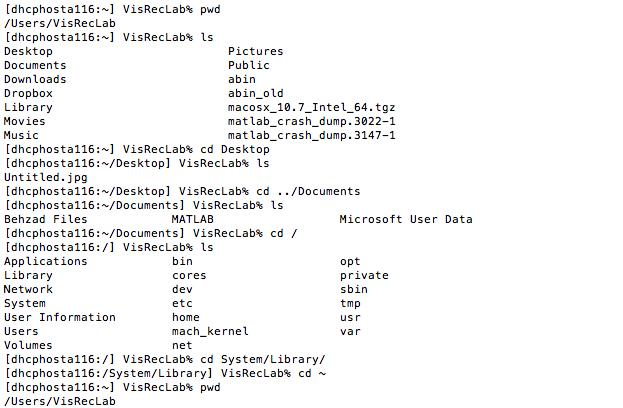 [dhcphosta116:~] VisRecLab% pwd
/Users/VisRecLab
[dhcphosta116:~] VisRecLab% ls
Desktop                 Pictures
Documents               Public
Downloads               abin
Dropbox                 abin_old
Library                 macosx_10.7_Intel_64.tgz
Movies                  matlab_crash_dump.3022-1
Music                   matlab_crash_dump.3147-1
[dhcphosta116:~] VisRecLab% cd Desktop
[dhcphosta116:~/Desktop] VisRecLab% ls
Untitled.jpg
[dhcphosta116:~/Desktop] VisRecLab% cd ../Documents
[dhcphosta116:~/Documents] VisRecLab% ls
Behzad Files            MATLAB                  Microsoft User Data
[dhcphosta116:~/Documents] VisRecLab% cd /
[dhcphosta116:/] VisRecLab% ls
Applications            bin                     opt
Library                 cores                   private
Network                 dev                     sbin
System                  etc                     tmp
User Information        home                    usr
Users                   mach_kernel             var
Volumes                 net
[dhcphosta116:/] VisRecLab% cd System/Library/
[dhcphosta116:/System/Library] VisRecLab% cd ~
[dhcphosta116:~] VisRecLab% pwd
/Users/VisRecLab